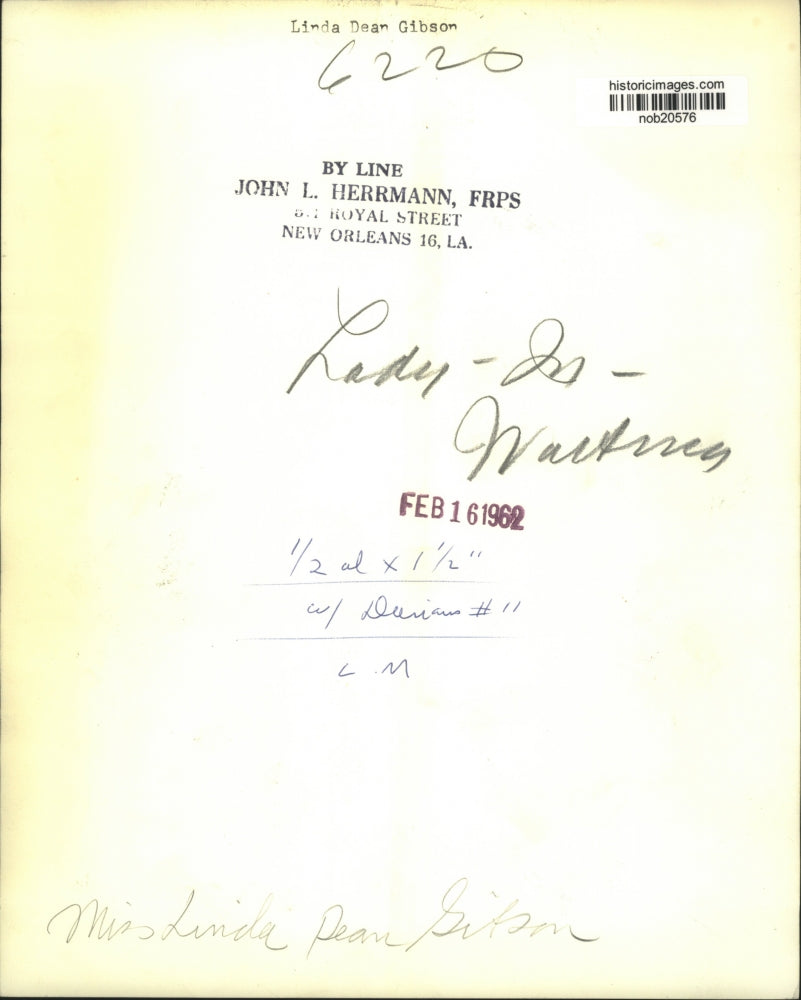 Linda Dean Gibson
6220
historicimages.com
nob20576
BY LINE
JOHN L. HERRMANN, FRPS
ROYAL STREET
NEW ORLEANS 16, LA.
Lady - In -
Waiting
FEB 16 1962
1/2 col x 1 1/2"
w/ #11
C. M
Miss Linda Dean Gibson